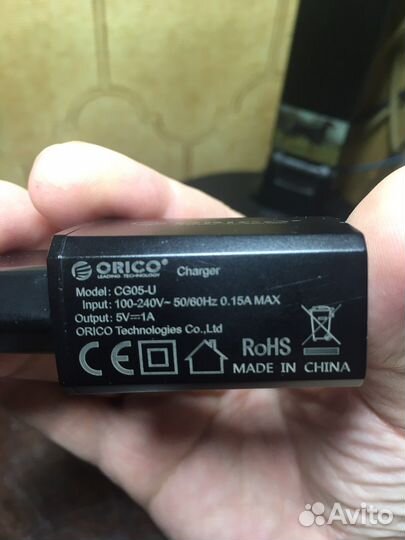 ORICO Charger
LEADING TECHNOLOGY
Model: CG05-U
Input: 100-240V~ 50/60Hz 0.15A MAX
Output: 5V⎓1A
ORICO Technologies Co.,Ltd
CE RoHS
MADE IN CHINA
Avito